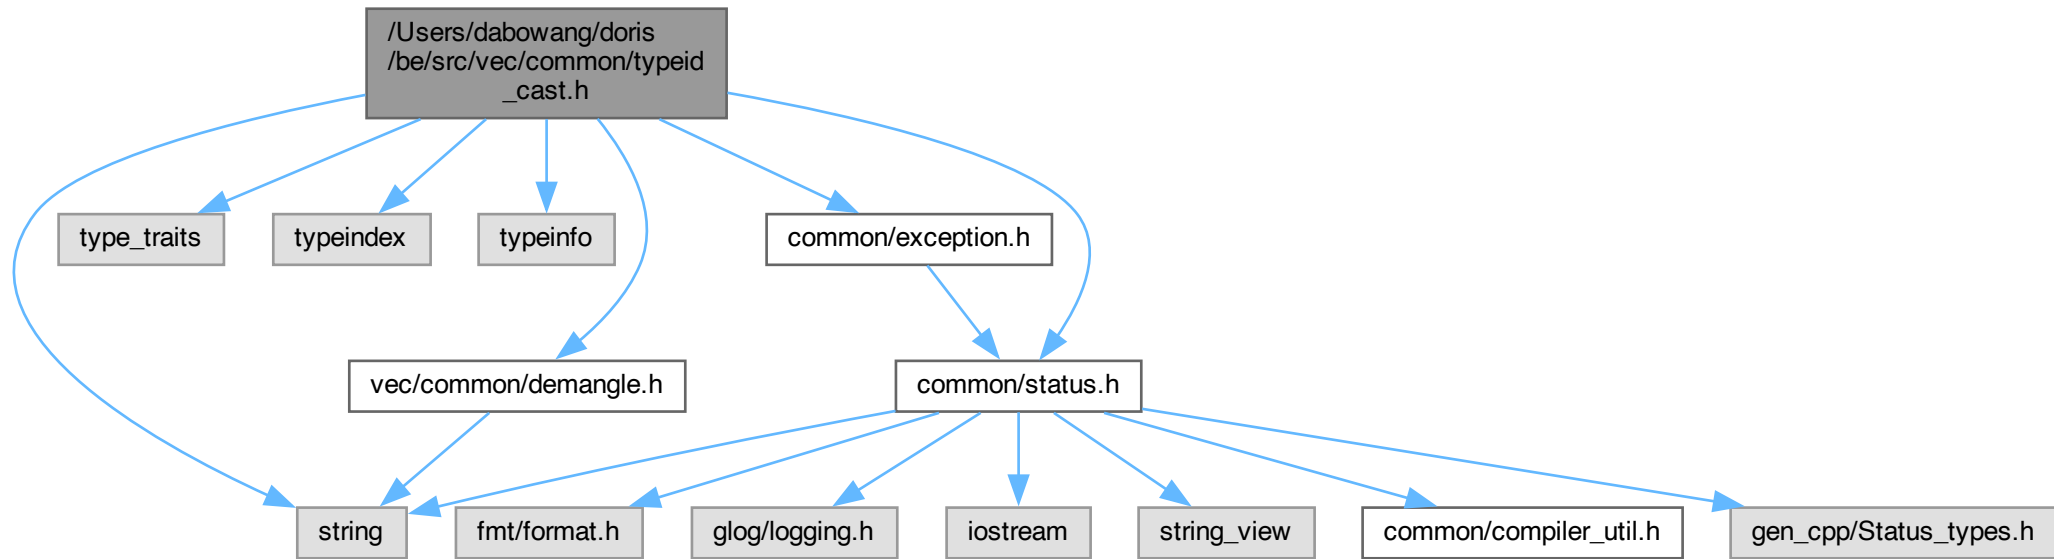 /Users/dabowang/doris
/be/src/vec/common/typeid
_cast.h
type_traits
typeindex
typeinfo
common/exception.h
vec/common/demangle.h
common/status.h
string
fmt/format.h
glog/logging.h
iostream
string_view
common/compiler_util.h
gen_cpp/Status_types.h